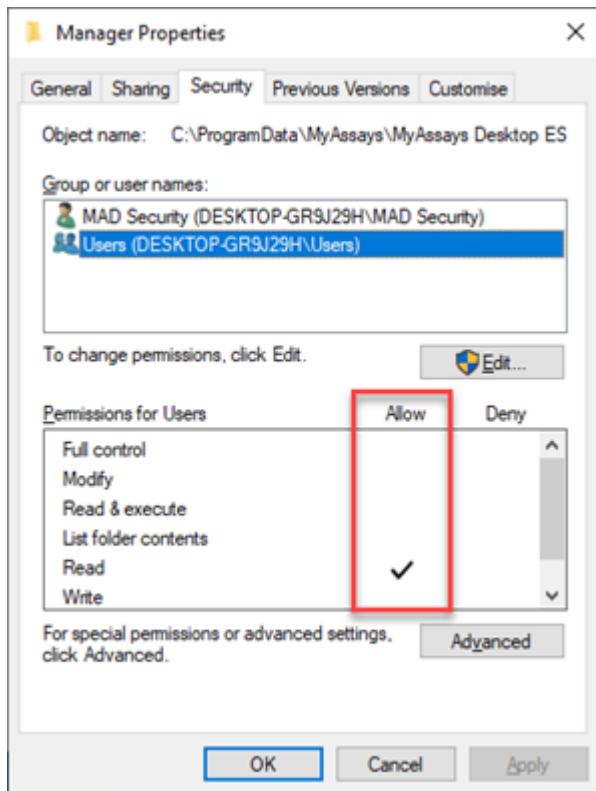 Manager Properties
General Sharing Security Previous Versions Customise
Object name: C:\ProgramData\MyAssays\MyAssays Desktop ES
Group or user names:
MAD Security (DESKTOP-GR9J29H\MAD Security)
Users (DESKTOP-GR9J29H\Users)
To change permissions, click Edit.
Edit...
Permissions for Users Allow Deny
Full control
Modify
Read & execute
List folder contents
Read
Write
For special permissions or advanced settings,
click Advanced.
Advanced
OK Cancel Apply